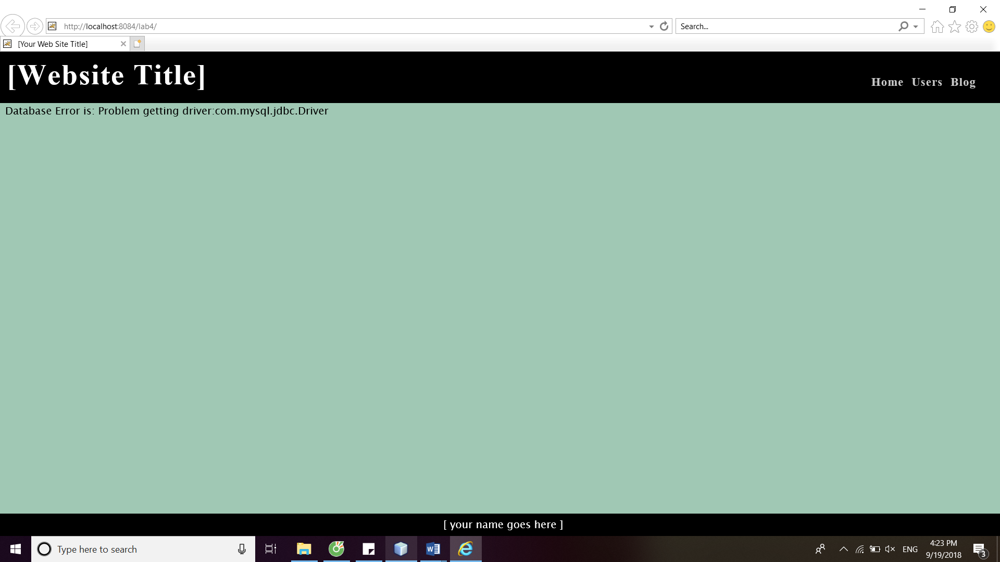 http://localhost:8084/lab4/
Search...
[Your Web Site Title]
[Website Title]
Home Users Blog
Database Error is: Problem getting driver:com.mysql.jdbc.Driver
[ your name goes here ]
Type here to search
ENG
4:23 PM
9/19/2018
3